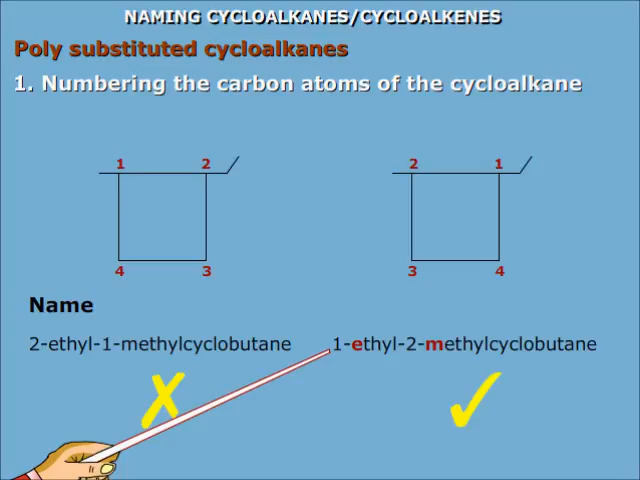 NAMING CYCLOALKANES/CYCLOALKENES
Poly substituted cycloalkanes
1. Numbering the carbon atoms of the cycloalkane
1 2 2 1
4 3 3 4
Name
2-ethyl-1-methylcyclobutane 1-ethyl-2-methylcyclobutane